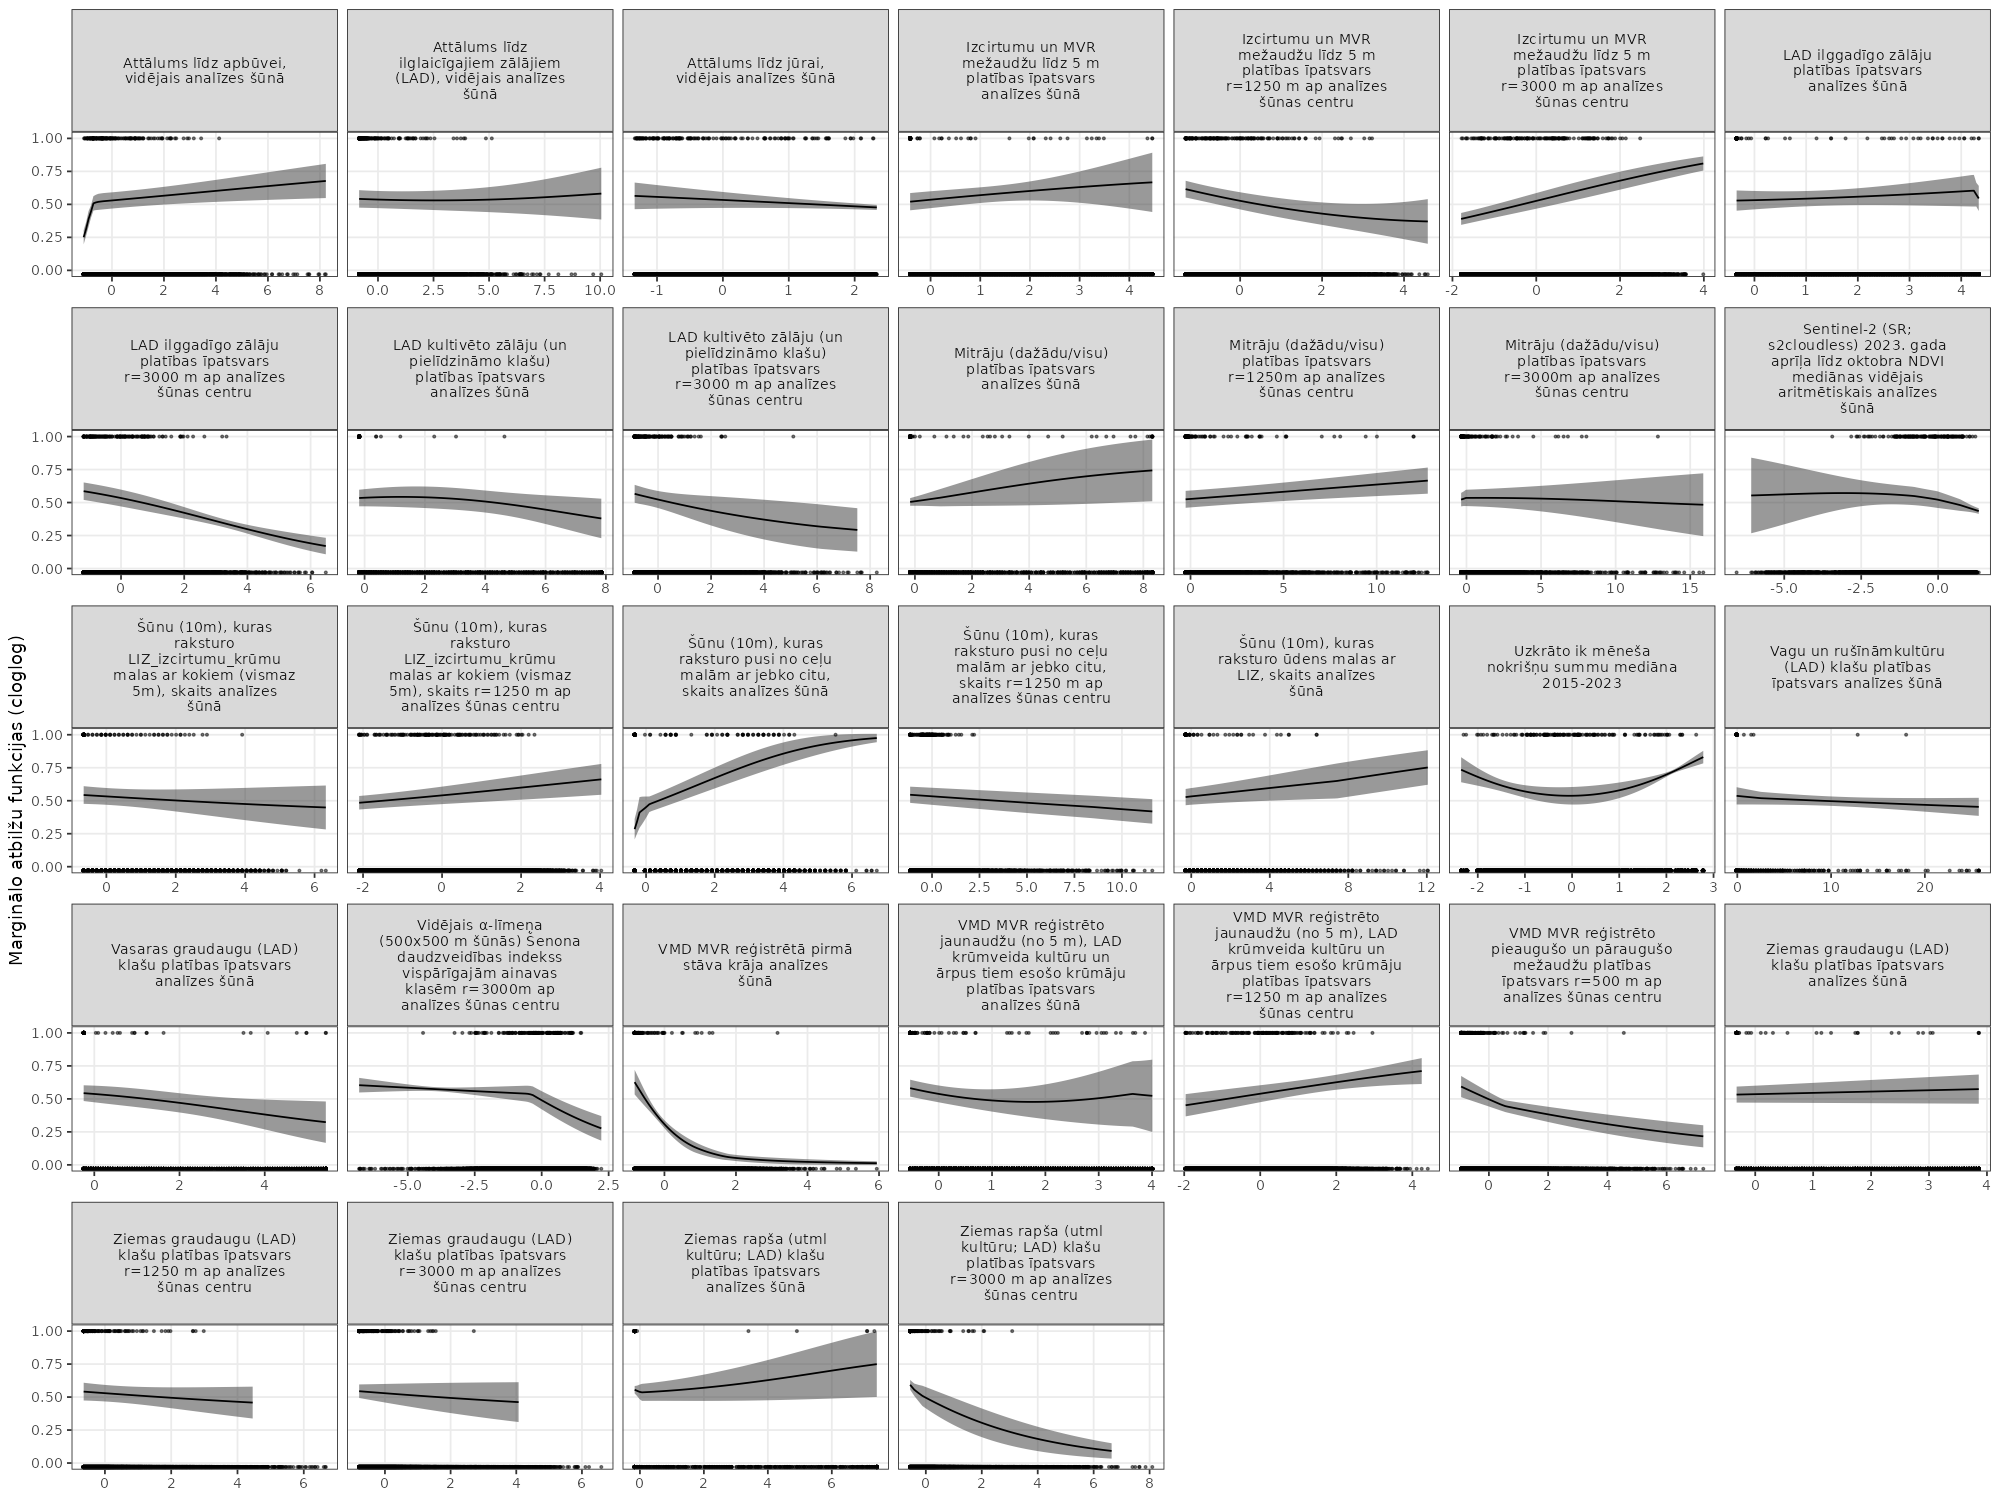 Attālums līdz apbūvei,
vidējais analīzes šūnā
Attālums līdz
ilglaicīgajiem zālājiem
(LAD), vidējais analīzes
šūnā
Attālums līdz jūrai,
vidējais analīzes šūnā
Izcirtumu un MVR
mežaudžu līdz 5 m
platības īpatsvars
analīzes šūnā
Izcirtumu un MVR
mežaudžu līdz 5 m
platības īpatsvars
r=1250 m ap analīzes
šūnas centru
Izcirtumu un MVR
mežaudžu līdz 5 m
platības īpatsvars
r=3000 m ap analīzes
šūnas centru
LAD ilggadīgo zālāju
platības īpatsvars
analīzes šūnā
1.00
0.75
0.50
0.25
0.00
0 2 4 6 8
0.0 2.5 5.0 7.5 10.0
-1 0 1 2
0 1 2 3 4
0 2 4
-2 0 2 4
0 1 2 3 4
LAD ilggadīgo zālāju
platības īpatsvars
r=3000 m ap analīzes
šūnas centru
LAD kultivēto zālāju (un
pielīdzināmo klašu)
platības īpatsvars
analīzes šūnā
LAD kultivēto zālāju (un
pielīdzināmo klašu)
platības īpatsvars
r=3000 m ap analīzes
šūnas centru
Mitrāju (dažādu/visu)
platības īpatsvars
analīzes šūnā
Mitrāju (dažādu/visu)
platības īpatsvars
r=1250m ap analīzes
šūnas centru
Mitrāju (dažādu/visu)
platības īpatsvars
r=3000m ap analīzes
šūnas centru
Sentinel-2 (SR;
s2cloudless) 2023. gada
aprīļa līdz oktobra NDVI
mediānas vidējais
aritmētiskais analīzes
šūnā
1.00
0.75
0.50
0.25
0.00
0 2 4 6
0 2 4 6 8
0 2 4 6 8
0 2 4 6 8
0 5 10
0 5 10 15
-5.0 -2.5 0.0
Marginālo atbilžu funkcijas (cloglog)
Šūnu (10m), kuras
raksturo
LIZ_izcirtumu_krūmu
malas ar kokiem (vismaz
5m), skaits analīzes
šūnā
Šūnu (10m), kuras
raksturo
LIZ_izcirtumu_krūmu
malas ar kokiem (vismaz
5m), skaits r=1250 m ap
analīzes šūnas centru
Šūnu (10m), kuras
raksturo pusi no ceļu
malām ar jebko citu,
skaits analīzes šūnā
Šūnu (10m), kuras
raksturo pusi no ceļu
malām ar jebko citu,
skaits r=1250 m ap
analīzes šūnas centru
Šūnu (10m), kuras
raksturo ūdens malas ar
LIZ, skaits analīzes
šūnā
Uzkrāto ik mēneša
nokrišņu summu mediāna
2015-2023
Vagu un rušīnāmkultūru
(LAD) klašu platības
īpatsvars analīzes šūnā
1.00
0.75
0.50
0.25
0.00
0 2 4 6
-2 0 2 4
0 2 4 6
0.0 2.5 5.0 7.5 10.0
0 4 8 12
-2 -1 0 1 2 3
0 10 20
Vasaras graudaugu (LAD)
klašu platības īpatsvars
analīzes šūnā
Vidējais α-līmeņa
(500x500 m šūnās) Šenona
daudzveidības indekss
vispārīgajām ainavas
klasēm r=3000m ap
analīzes šūnas centru
VMD MVR reģistrētā pirmā
stāva krāja analīzes
šūnā
VMD MVR reģistrēto
jaunaudžu (no 5 m), LAD
krūmveida kultūru un
ārpus tiem esošo krūmāju
platības īpatsvars
analīzes šūnā
VMD MVR reģistrēto
jaunaudžu (no 5 m), LAD
krūmveida kultūru un
ārpus tiem esošo krūmāju
platības īpatsvars
r=1250 m ap analīzes
šūnas centru
VMD MVR reģistrēto
pieaugušo un pāraugušo
mežaudžu platības
īpatsvars r=500 m ap
analīzes šūnas centru
Ziemas graudaugu (LAD)
klašu platības īpatsvars
analīzes šūnā
1.00
0.75
0.50
0.25
0.00
0 2 4
-5.0 -2.5 0.0 2.5
0 2 4 6
0 1 2 3 4
-2 0 2 4
0 2 4 6
0 1 2 3 4
Ziemas graudaugu (LAD)
klašu platības īpatsvars
r=1250 m ap analīzes
šūnas centru
Ziemas graudaugu (LAD)
klašu platības īpatsvars
r=3000 m ap analīzes
šūnas centru
Ziemas rapša (utml
kultūru; LAD) klašu
platības īpatsvars
analīzes šūnā
Ziemas rapša (utml
kultūru; LAD) klašu
platības īpatsvars
r=3000 m ap analīzes
šūnas centru
1.00
0.75
0.50
0.25
0.00
0 2 4 6
0 2 4 6
0 2 4 6
0 2 4 6 8